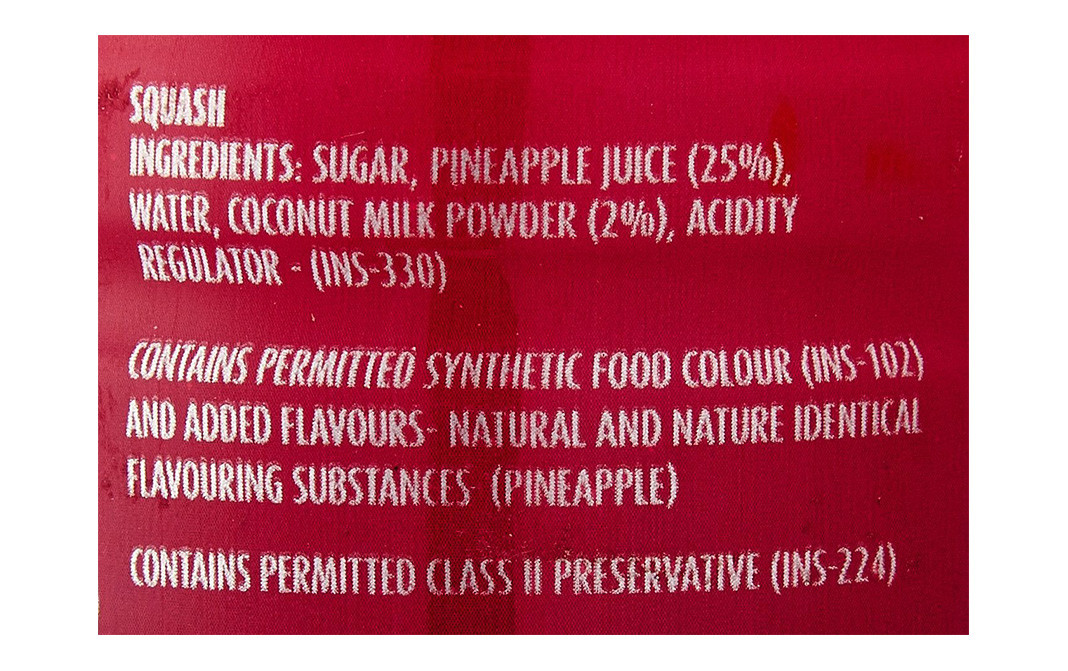 SQUASH
INGREDIENTS: SUGAR, PINEAPPLE JUICE (25%),
WATER, COCONUT MILK POWDER (2%), ACIDITY
REGULATOR - (INS-330)
CONTAINS PERMITTED SYNTHETIC FOOD COLOUR (INS-102)
AND ADDED FLAVOURS- NATURAL AND NATURE IDENTICAL
FLAVOURING SUBSTANCES (PINEAPPLE)
CONTAINS PERMITTED CLASS II PRESERVATIVE (INS-224)